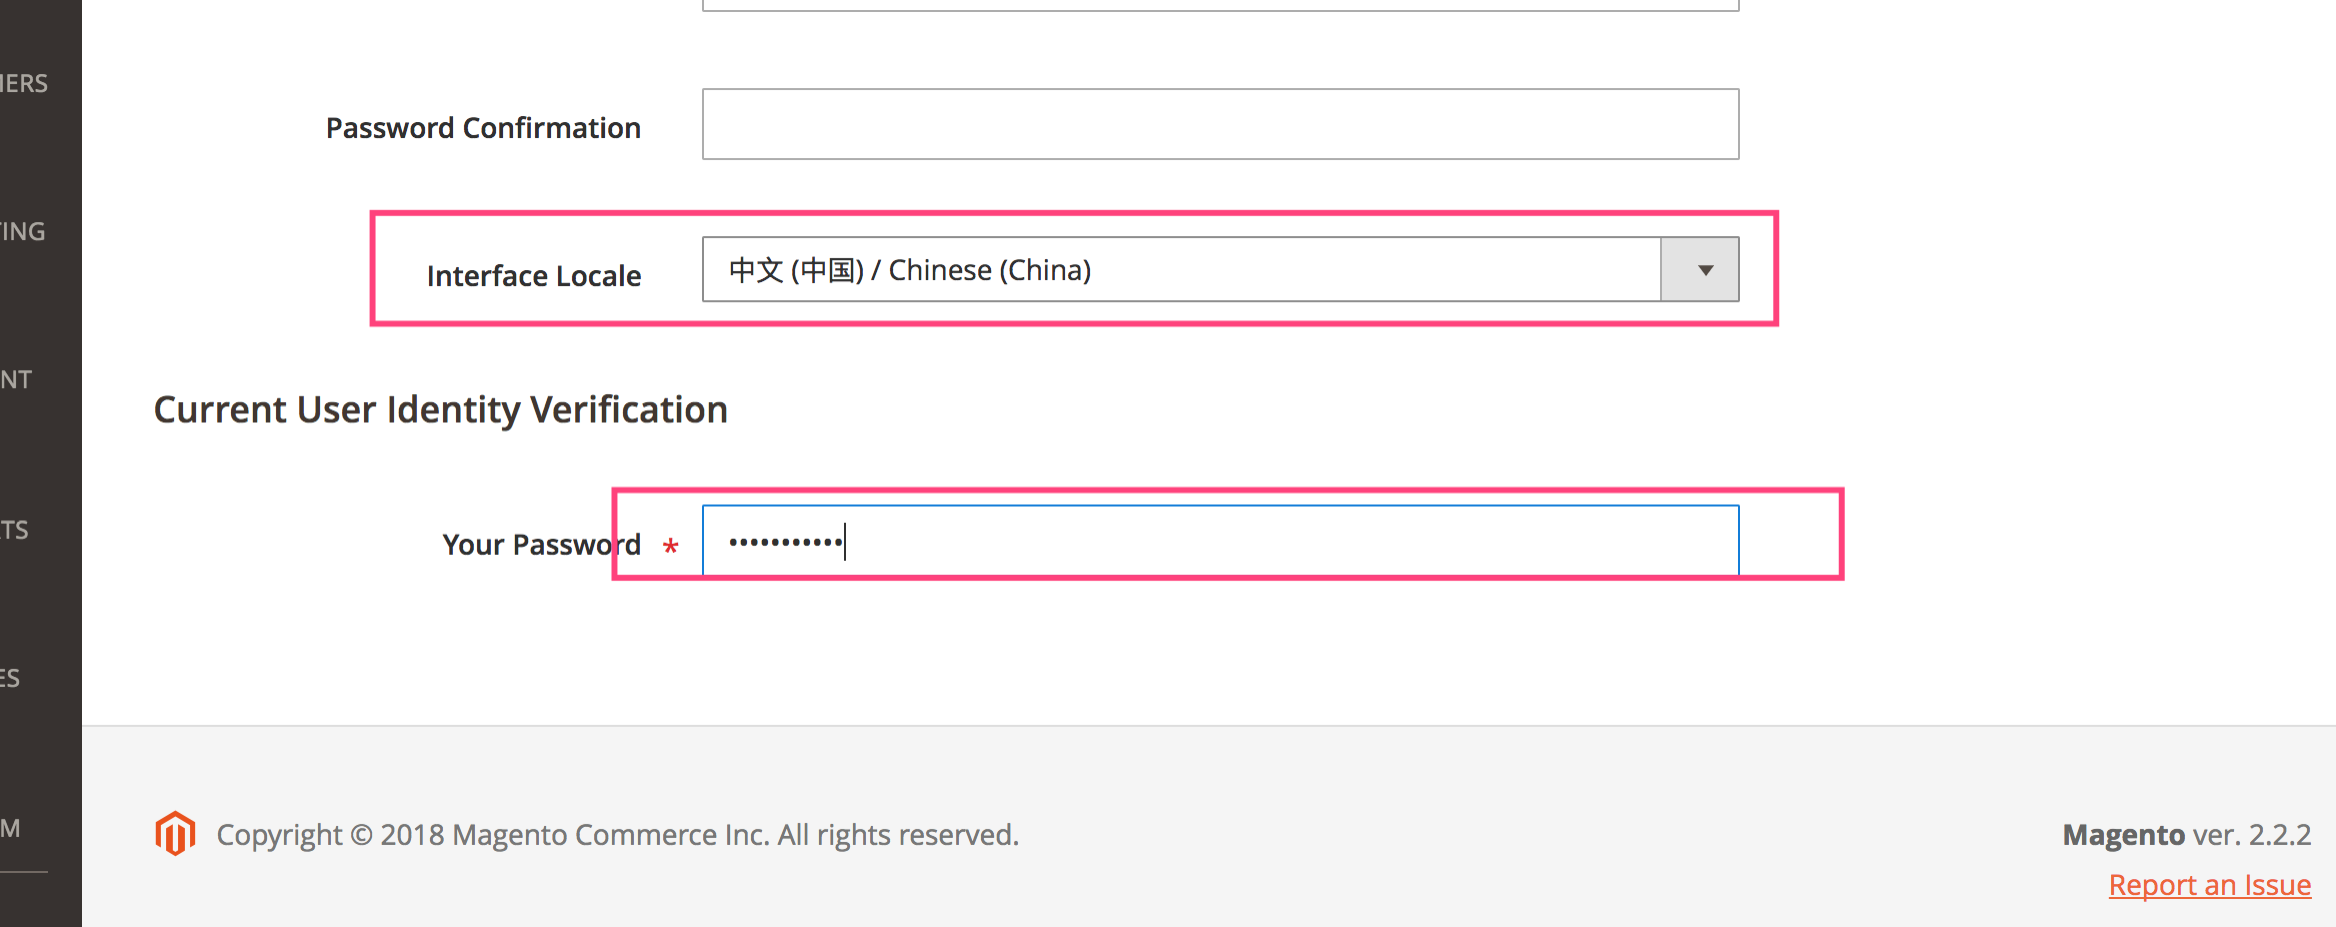 IERS
Password Confirmation
TING
Interface Locale
中文 (中国) / Chinese (China)
NT
Current User Identity Verification
TS
Your Password *
•••••••••••
ES
M
Copyright © 2018 Magento Commerce Inc. All rights reserved.
Magento ver. 2.2.2
Report an Issue